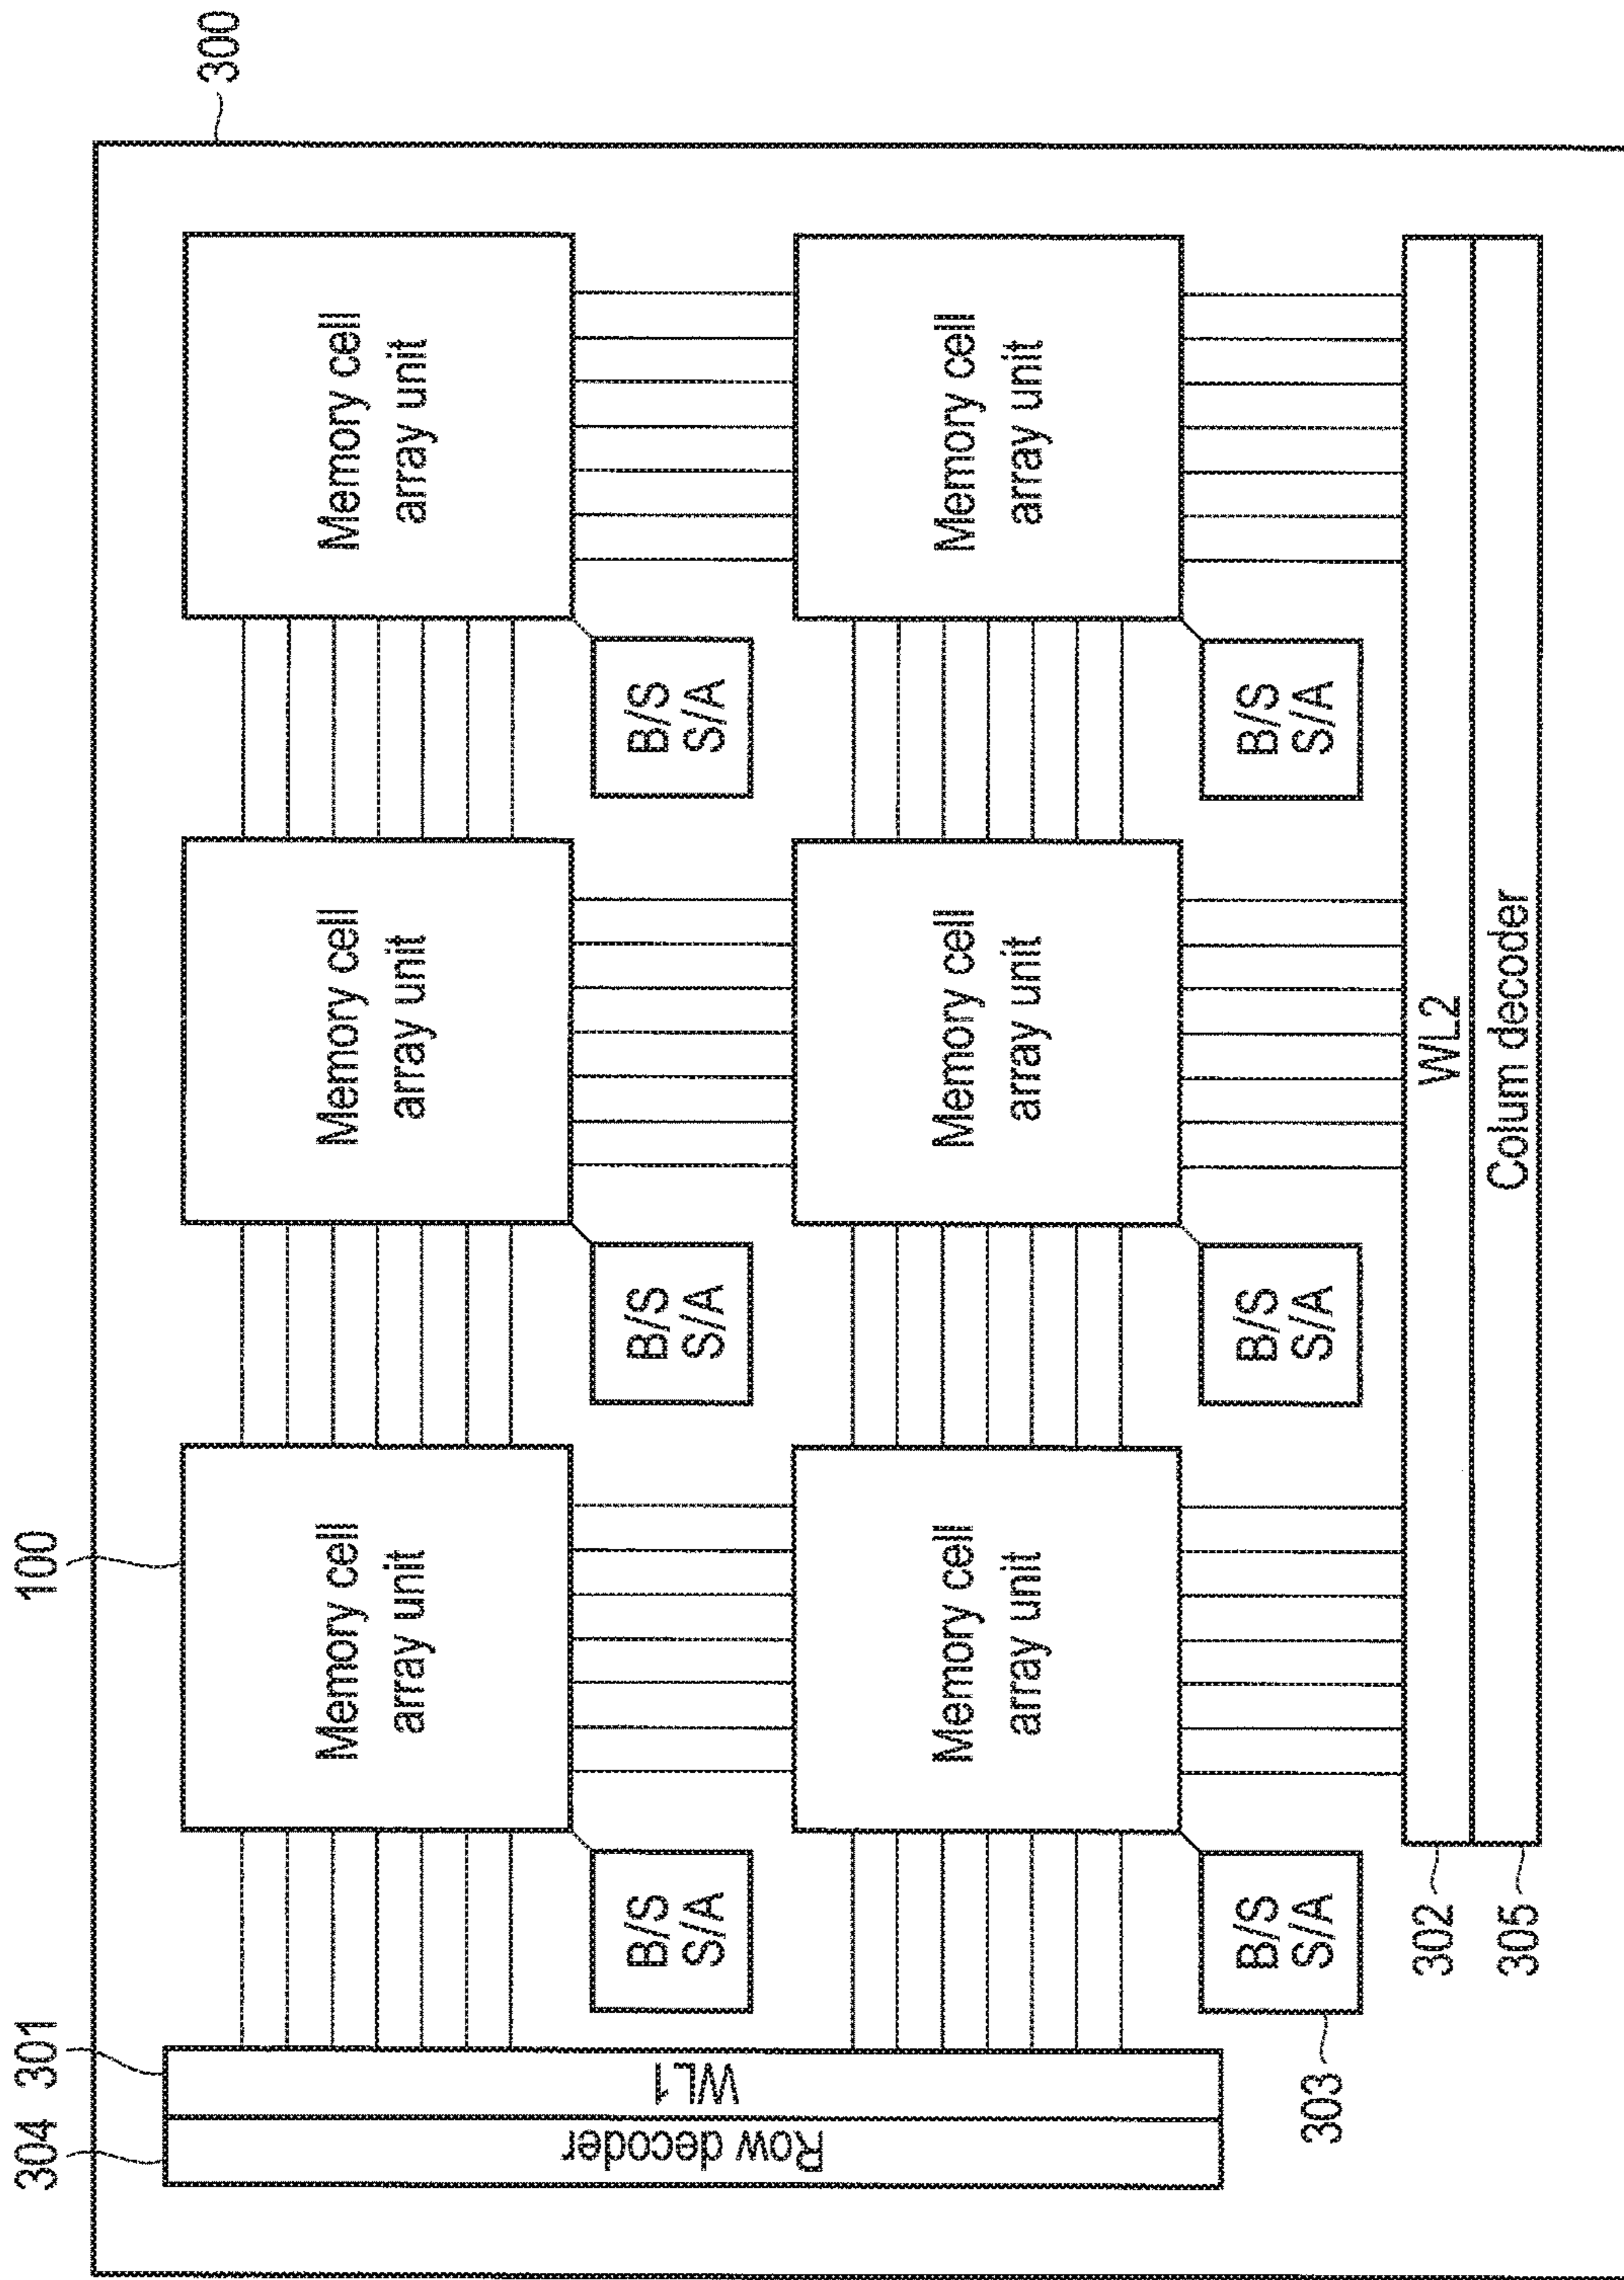 300
100
301
304
Memory cell
array unit
Memory cell
array unit
Memory cell
array unit
B/S
S/A
B/S
S/A
B/S
S/A
Memory cell
array unit
Memory cell
array unit
Memory cell
array unit
B/S
S/A
B/S
S/A
B/S
S/A
Row decoder
WL1
WL2
Colum decoder
303
302
305